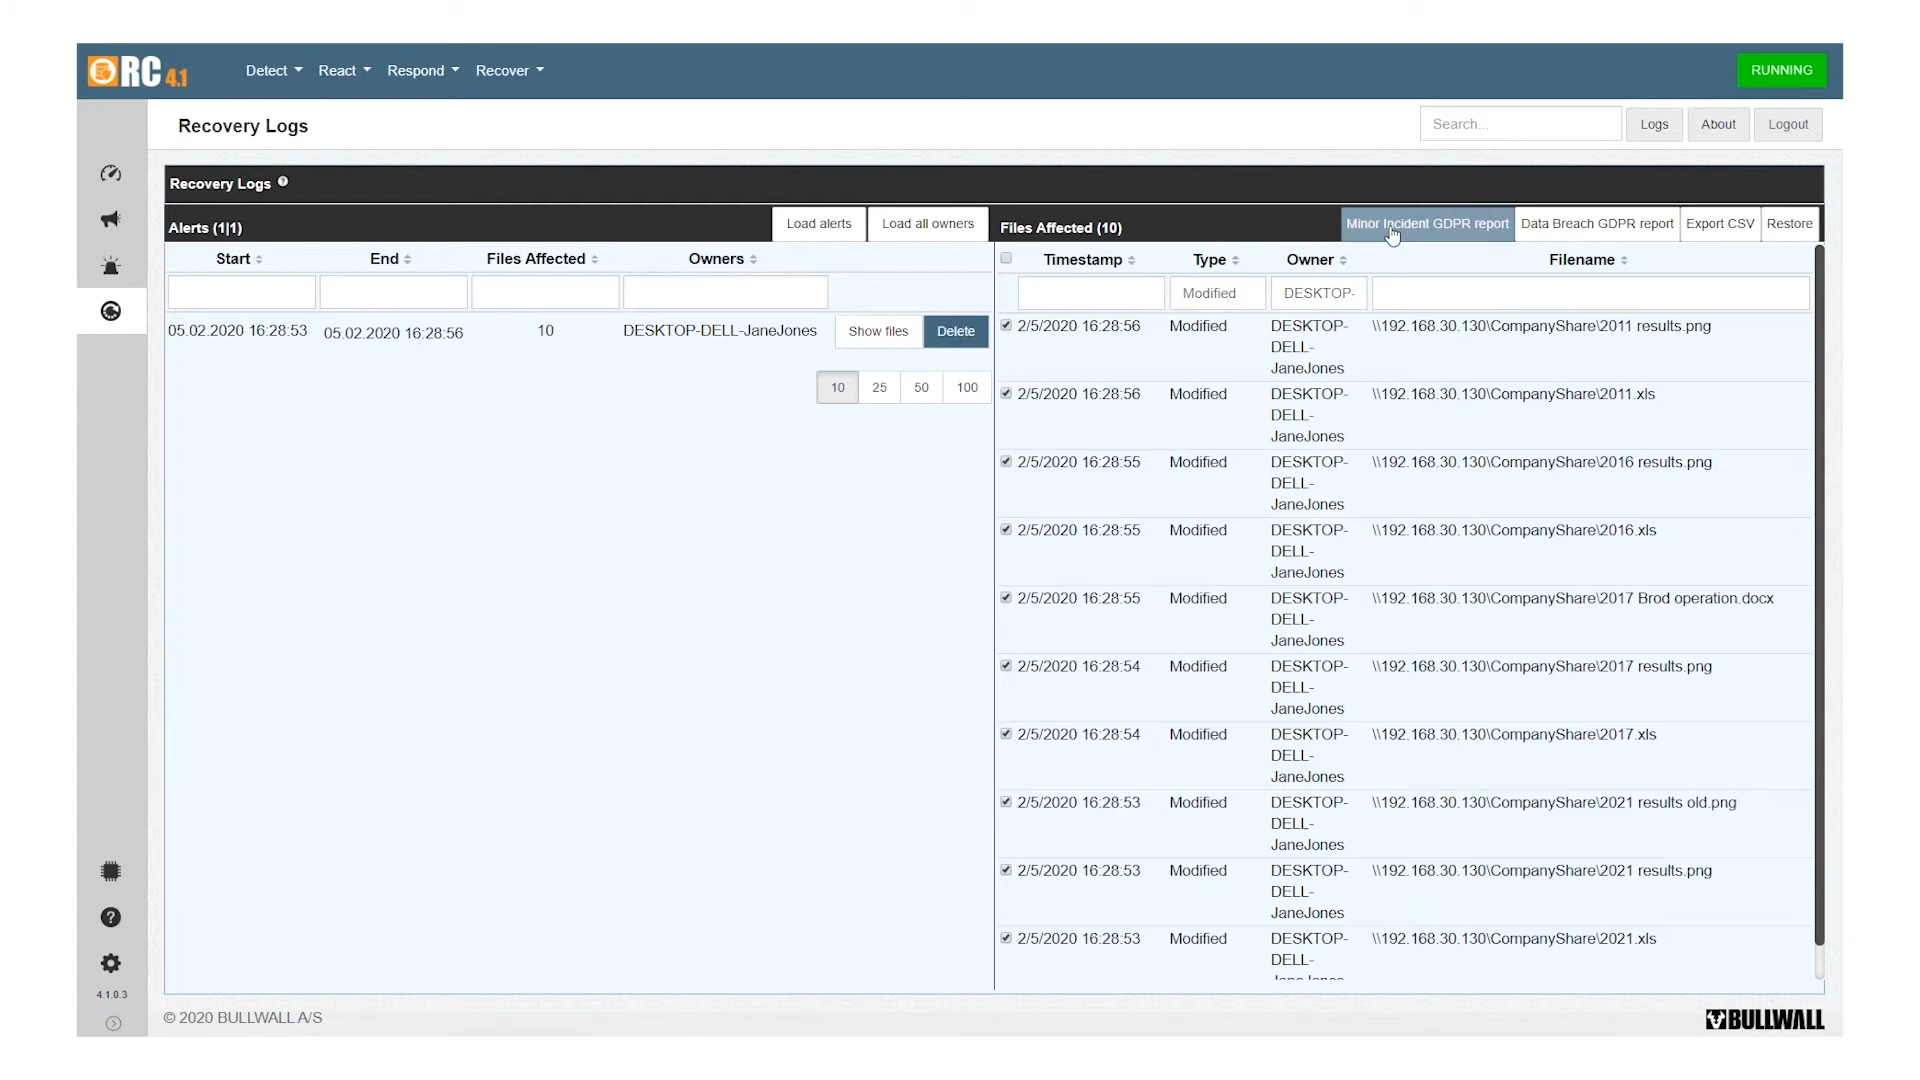 RC 4.1
Detect React Respond Recover
RUNNING
Recovery Logs
Search...
Logs About Logout
Recovery Logs
Alerts (1|1)
Load alerts Load all owners
Files Affected (10)
Minor Incident GDPR report Data Breach GDPR report Export CSV Restore
Start End Files Affected Owners
Timestamp Type Owner Filename
Modified DESKTOP-
05.02.2020 16:28:53 05.02.2020 16:28:56 10 DESKTOP-DELL-JaneJones Show files Delete
10 25 50 100
2/5/2020 16:28:56 Modified DESKTOP- \\192.168.30.130\CompanyShare\2011 results.png
DELL-
JaneJones
2/5/2020 16:28:56 Modified DESKTOP- \\192.168.30.130\CompanyShare\2011.xls
DELL-
JaneJones
2/5/2020 16:28:55 Modified DESKTOP- \\192.168.30.130\CompanyShare\2016 results.png
DELL-
JaneJones
2/5/2020 16:28:55 Modified DESKTOP- \\192.168.30.130\CompanyShare\2016.xls
DELL-
JaneJones
2/5/2020 16:28:55 Modified DESKTOP- \\192.168.30.130\CompanyShare\2017 Brod operation.docx
DELL-
JaneJones
2/5/2020 16:28:54 Modified DESKTOP- \\192.168.30.130\CompanyShare\2017 results.png
DELL-
JaneJones
2/5/2020 16:28:54 Modified DESKTOP- \\192.168.30.130\CompanyShare\2017.xls
DELL-
JaneJones
2/5/2020 16:28:53 Modified DESKTOP- \\192.168.30.130\CompanyShare\2021 results old.png
DELL-
JaneJones
2/5/2020 16:28:53 Modified DESKTOP- \\192.168.30.130\CompanyShare\2021 results.png
DELL-
JaneJones
2/5/2020 16:28:53 Modified DESKTOP- \\192.168.30.130\CompanyShare\2021.xls
DELL-
4.1.0.3
© 2020 BULLWALL A/S
BULLWALL